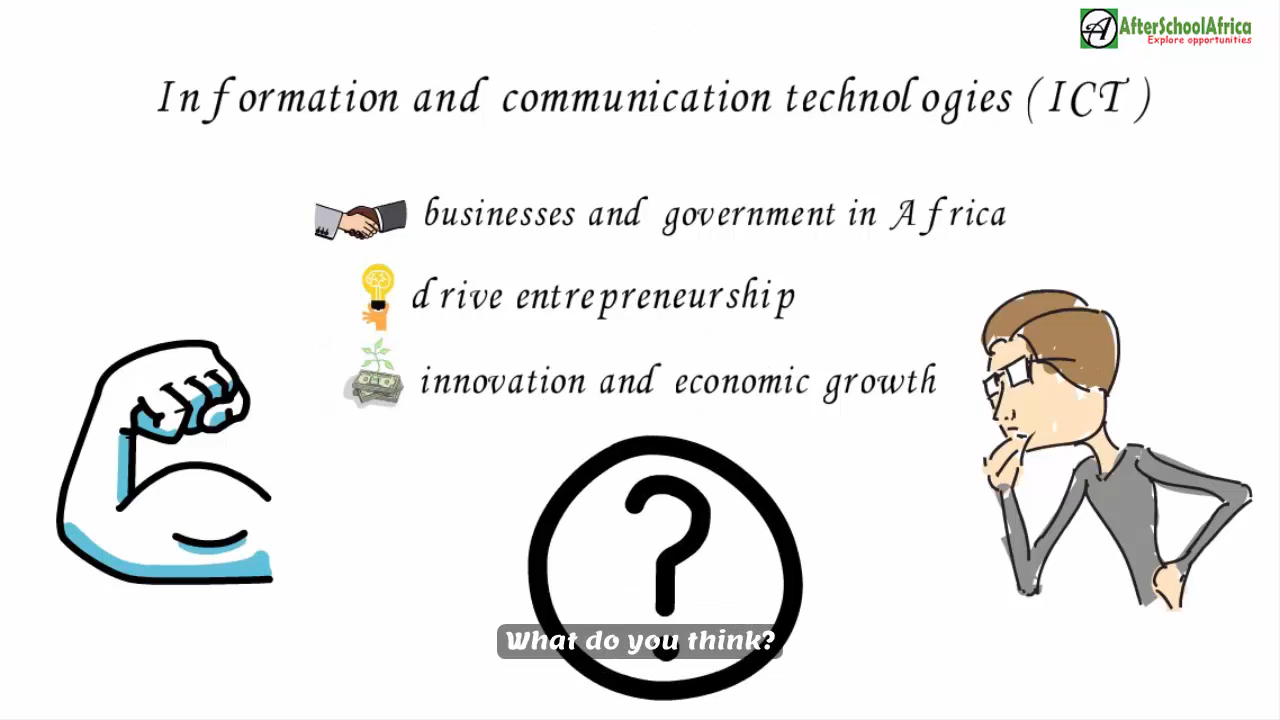 AfterSchoolAfrica
Explore opportunities
Information and communication technologies (ICT)
businesses and government in Africa
drive entrepreneurship
innovation and economic growth
What do you think?